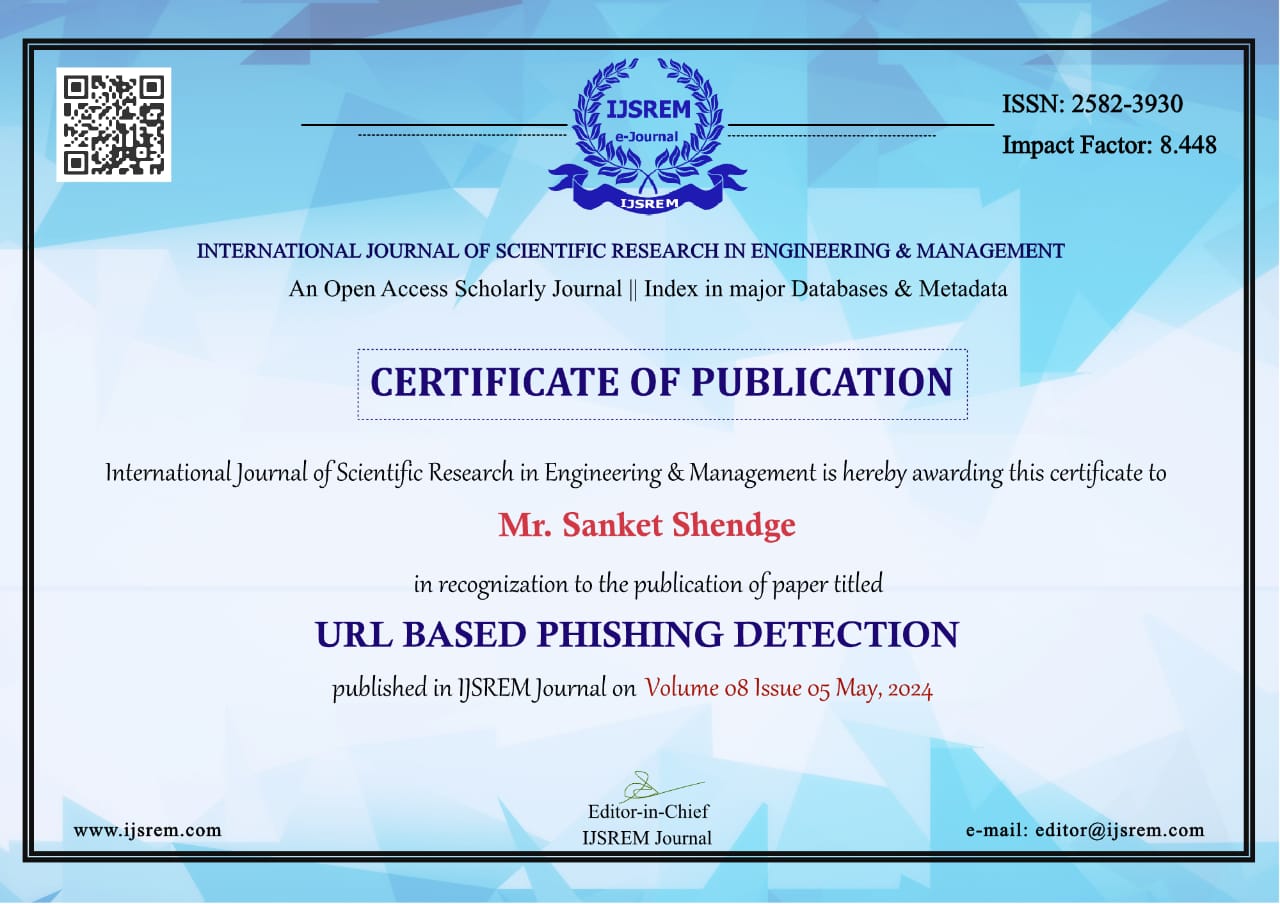 IJSREM
e-Journal
IJSREM
ISSN: 2582-3930
Impact Factor: 8.448
INTERNATIONAL JOURNAL OF SCIENTIFIC RESEARCH IN ENGINEERING & MANAGEMENT
An Open Access Scholarly Journal || Index in major Databases & Metadata
CERTIFICATE OF PUBLICATION
International Journal of Scientific Research in Engineering & Management is hereby awarding this certificate to
Mr. Sanket Shendge
in recognization to the publication of paper titled
URL BASED PHISHING DETECTION
published in IJSREM Journal on Volume 08 Issue 05 May, 2024
Editor-in-Chief
IJSREM Journal
www.ijsrem.com
e-mail: editor@ijsrem.com